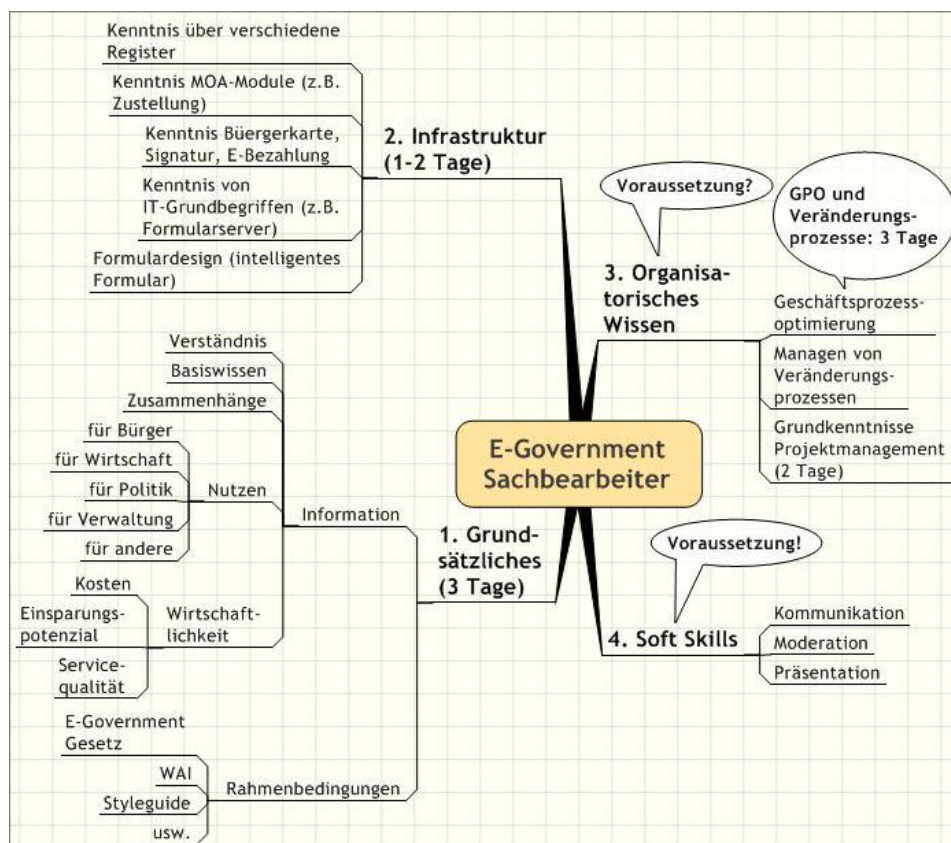 Kenntnis über verschiedene
Register
Kenntnis MOA-Module (z.B.
Zustellung)
Kenntnis Büergerkarte,
Signatur, E-Bezahlung
Kenntnis von
IT-Grundbegriffen (z.B.
Formularserver)
Formulardesign (intelligentes
Formular)
2. Infrastruktur
(1-2 Tage)
Voraussetzung?
GPO und
Veränderungs-
prozesse: 3 Tage
3. Organisa-
torisches
Wissen
Geschäftsprozess-
optimierung
Managen von
Veränderungs-
prozessen
Grundkenntnisse
Projektmanagement
(2 Tage)
E-Government
Sachbearbeiter
Verständnis
Basiswissen
Zusammenhänge
für Bürger
für Wirtschaft
für Politik
für Verwaltung
für andere
Nutzen
Information
1. Grund-
sätzliches
(3 Tage)
Kosten
Einsparungs-
potenzial
Service-
qualität
Wirtschaft-
lichkeit
E-Government
Gesetz
WAI
Styleguide
usw.
Rahmenbedingungen
Voraussetzung!
4. Soft Skills
Kommunikation
Moderation
Präsentation